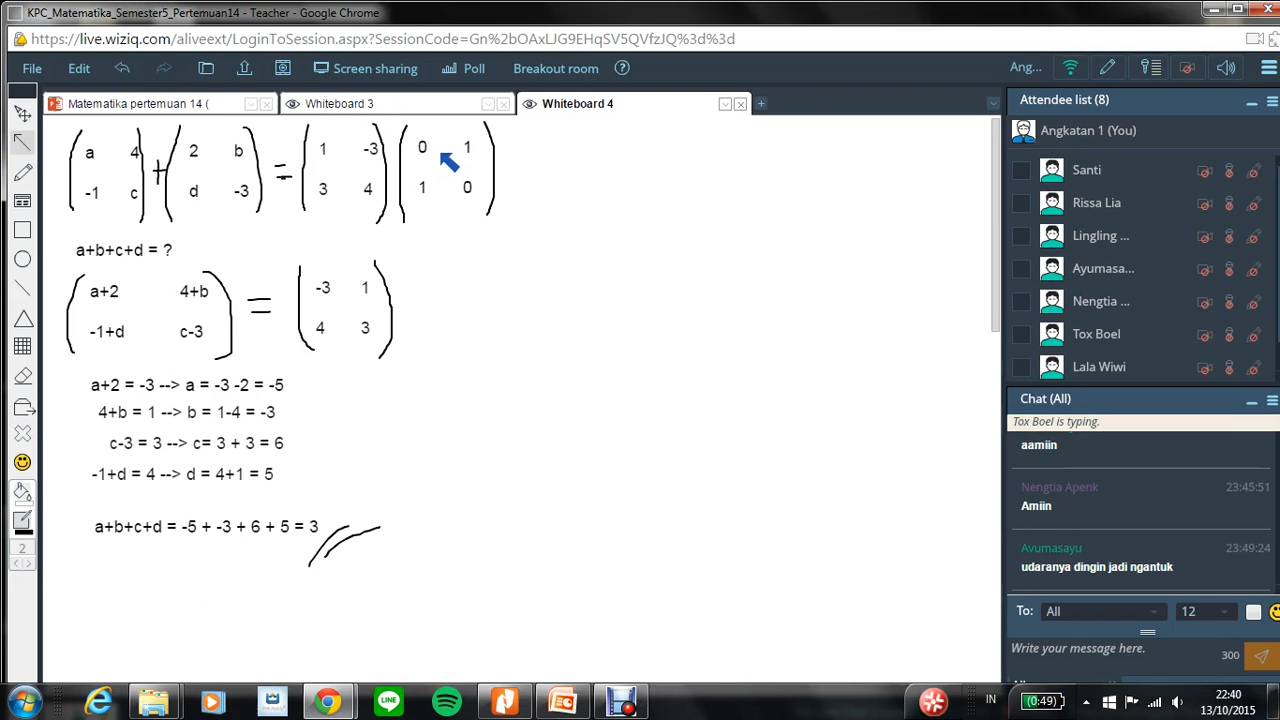 KPC_Matematika_Semester5_Pertemuan14 - Teacher - Google Chrome
https://live.wiziq.com/aliveext/LoginToSession.aspx?SessionCode=Gn%2bOAxLJG9EHqSV5QVfzJQ%3d%3d
File Edit Screen sharing Poll Breakout room ? Ang...
Matematika pertemuan 14 ( Whiteboard 3 Whiteboard 4 +
a 4 + 2 b = 1 -3 0 1
-1 c d -3 3 4 1 0
a+b+c+d = ?
a+2 4+b = -3 1
-1+d c-3 4 3
a+2 = -3 --> a = -3 -2 = -5
4+b = 1 --> b = 1-4 = -3
c-3 = 3 --> c= 3 + 3 = 6
-1+d = 4 --> d = 4+1 = 5
a+b+c+d = -5 + -3 + 6 + 5 = 3
2
Attendee list (8)
Angkatan 1 (You)
Santi
Rissa Lia
Lingling ...
Ayumasa...
Nengtia ...
Tox Boel
Lala Wiwi
Chat (All)
Tox Boel is typing.
aamiin
Nengtia Apenk 23:45:51
Amiin
Avumasayu 23:49:24
udaranya dingin jadi ngantuk
To: All 12
Write your message here. 300
LINE
IN (0:49) 22:40
13/10/2015